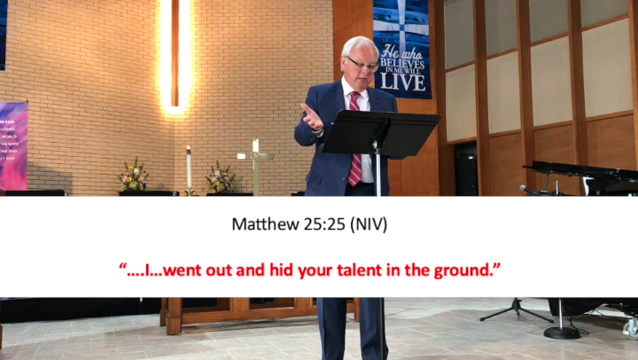 He who
BELIEVES
IN ME WILL
LIVE
Matthew 25:25 (NIV)
“….I…went out and hid your talent in the ground.”